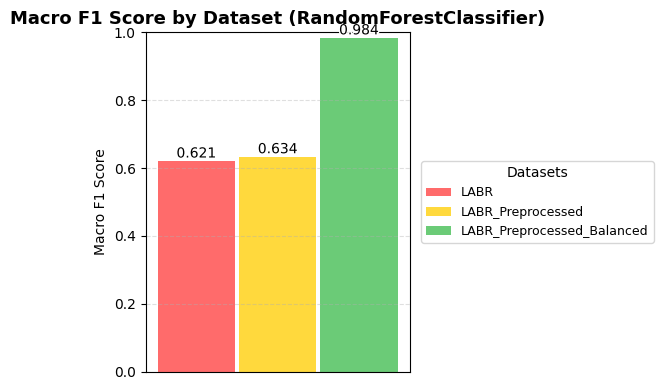 Macro F1 Score by Dataset (RandomForestClassifier)
1.0
0.8
0.6
0.4
0.2
0.0
Macro F1 Score
0.621
0.634
0.984
Datasets
LABR
LABR_Preprocessed
LABR_Preprocessed_Balanced